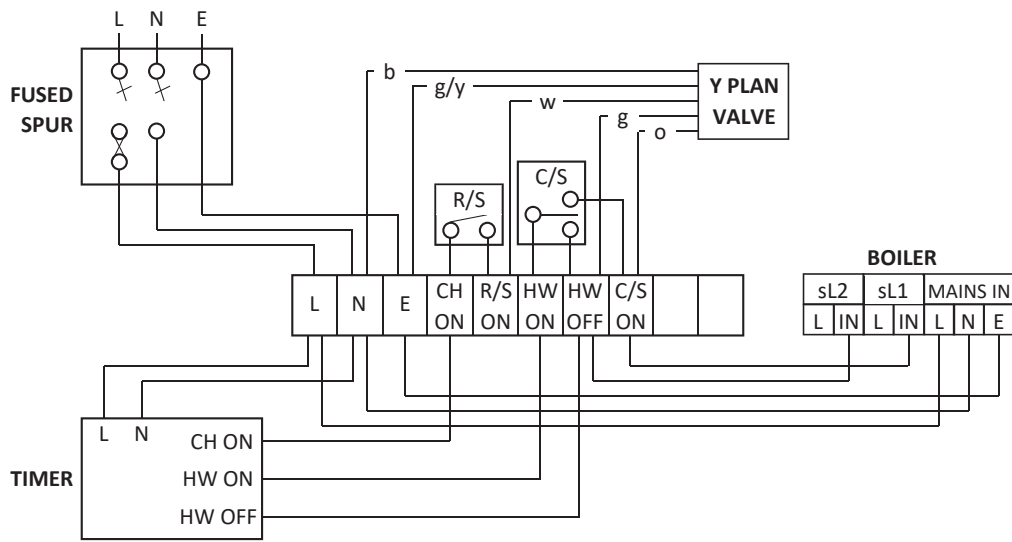 L N E
FUSED
SPUR
b
g/y
w
g
o
Y PLAN
VALVE
R/S
C/S
BOILER
sL2 sL1 MAINS IN
L IN L IN L N E
L N E CH ON R/S ON HW ON HW OFF C/S ON
L N
CH ON
HW ON
HW OFF
TIMER